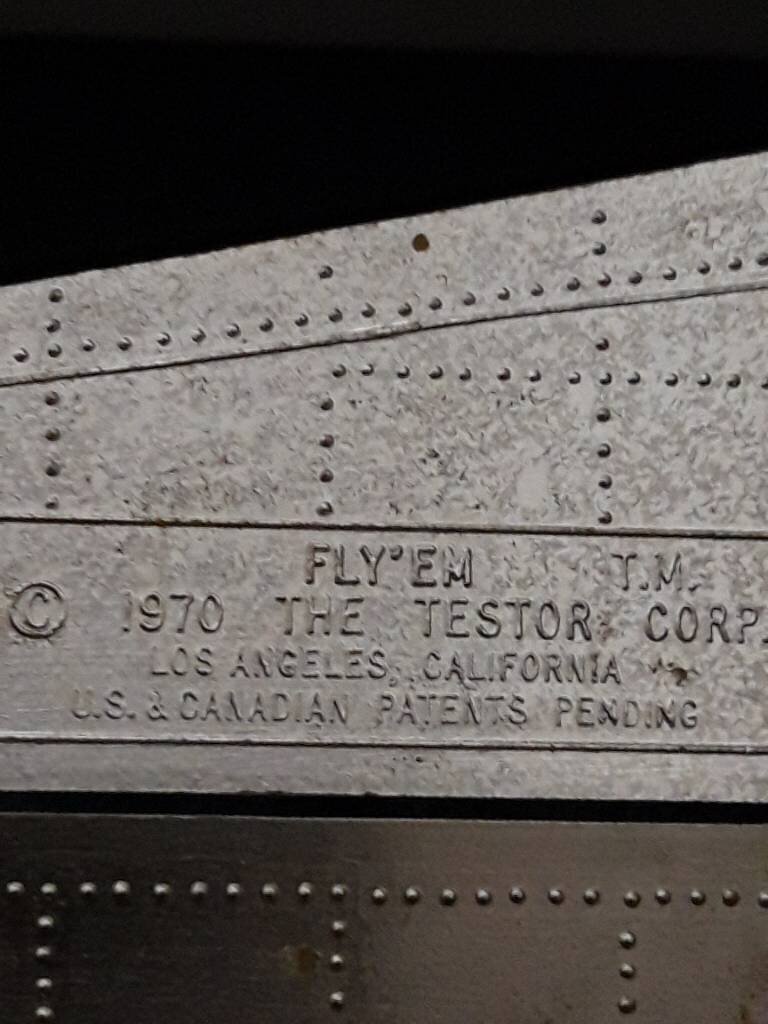 FLY'EM T.M.
© 1970 THE TESTOR CORP.
LOS ANGELES, CALIFORNIA
U.S. & CANADIAN PATENTS PENDING